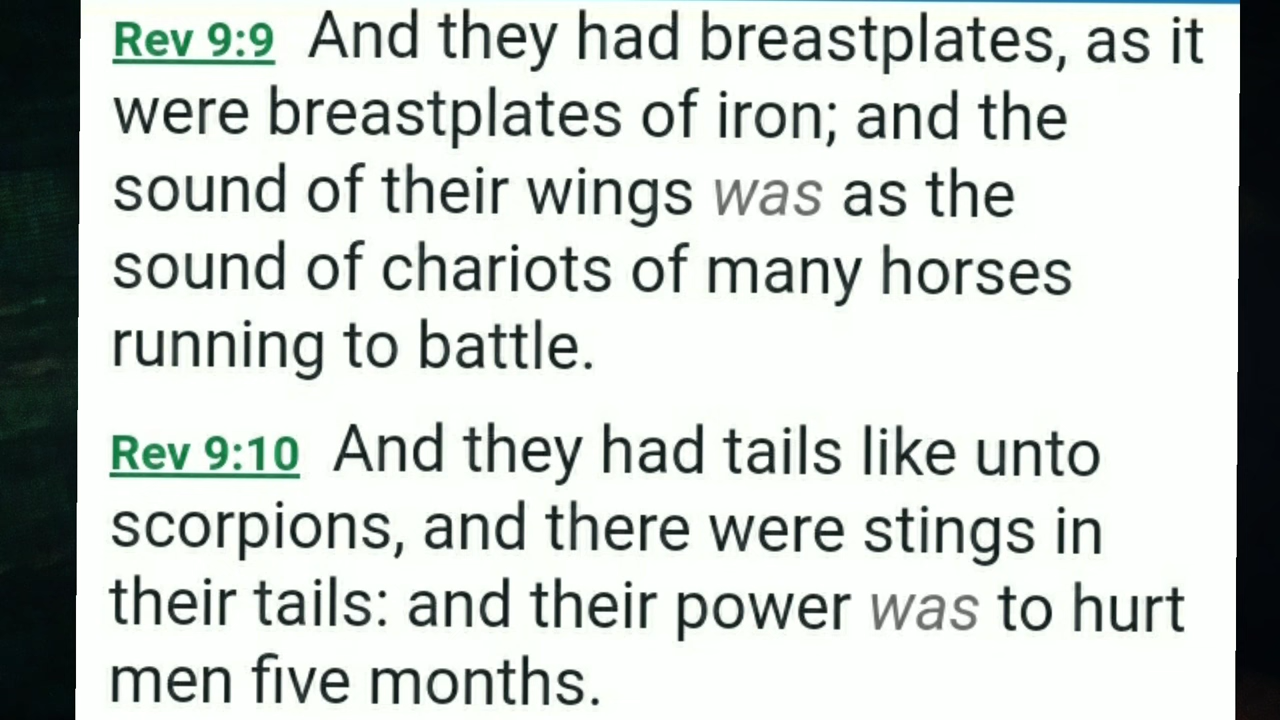 Rev 9:9 And they had breastplates, as it
were breastplates of iron; and the
sound of their wings was as the
sound of chariots of many horses
running to battle.
Rev 9:10 And they had tails like unto
scorpions, and there were stings in
their tails: and their power was to hurt
men five months.